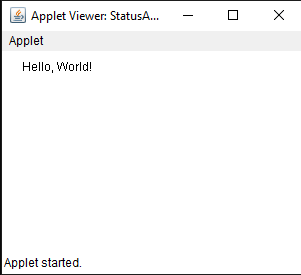 Applet Viewer: StatusA...
Applet
Hello, World!
Applet started.